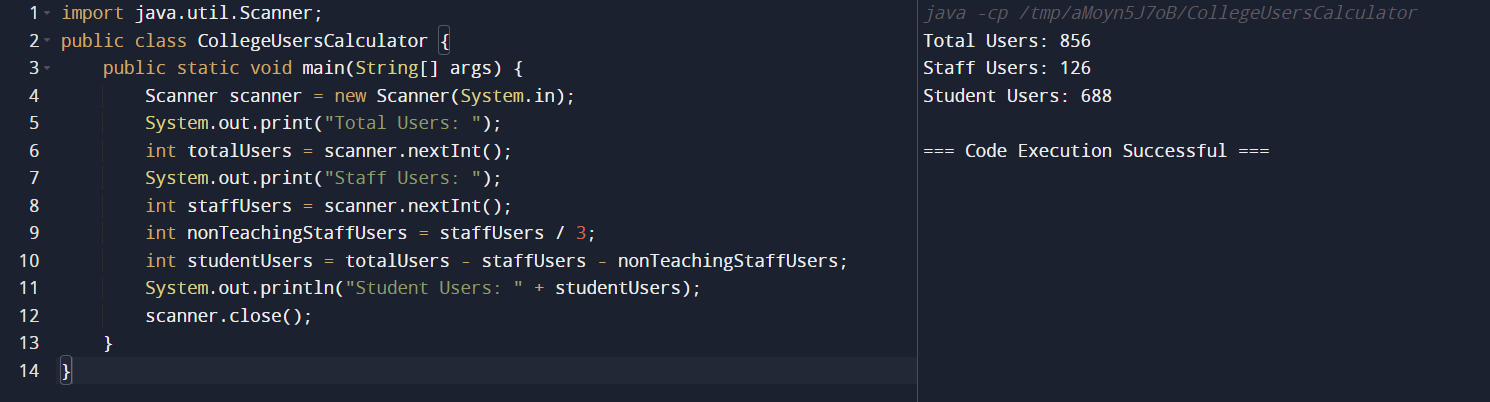 1 import java.util.Scanner;
2 public class CollegeUsersCalculator {
3     public static void main(String[] args) {
4         Scanner scanner = new Scanner(System.in);
5         System.out.print("Total Users: ");
6         int totalUsers = scanner.nextInt();
7         System.out.print("Staff Users: ");
8         int staffUsers = scanner.nextInt();
9         int nonTeachingStaffUsers = staffUsers / 3;
10         int studentUsers = totalUsers - staffUsers - nonTeachingStaffUsers;
11         System.out.println("Student Users: " + studentUsers);
12         scanner.close();
13     }
14 }
java -cp /tmp/aMoyn5J7oB/CollegeUsersCalculator
Total Users: 856
Staff Users: 126
Student Users: 688
=== Code Execution Successful ===